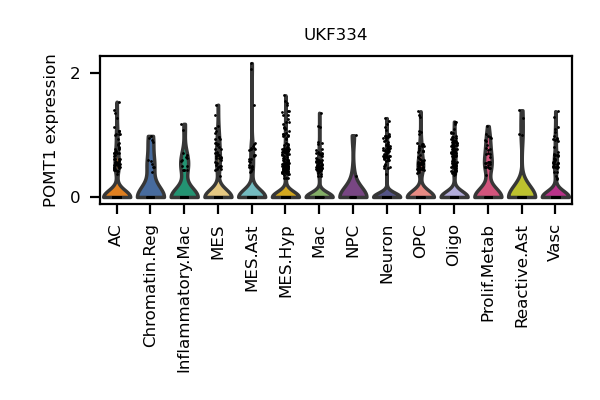 UKF334
POMT1 expression
2
0
AC
Chromatin.Reg
Inflammatory.Mac
MES
MES.Ast
MES.Hyp
Mac
NPC
Neuron
OPC
Oligo
Prolif.Metab
Reactive.Ast
Vasc